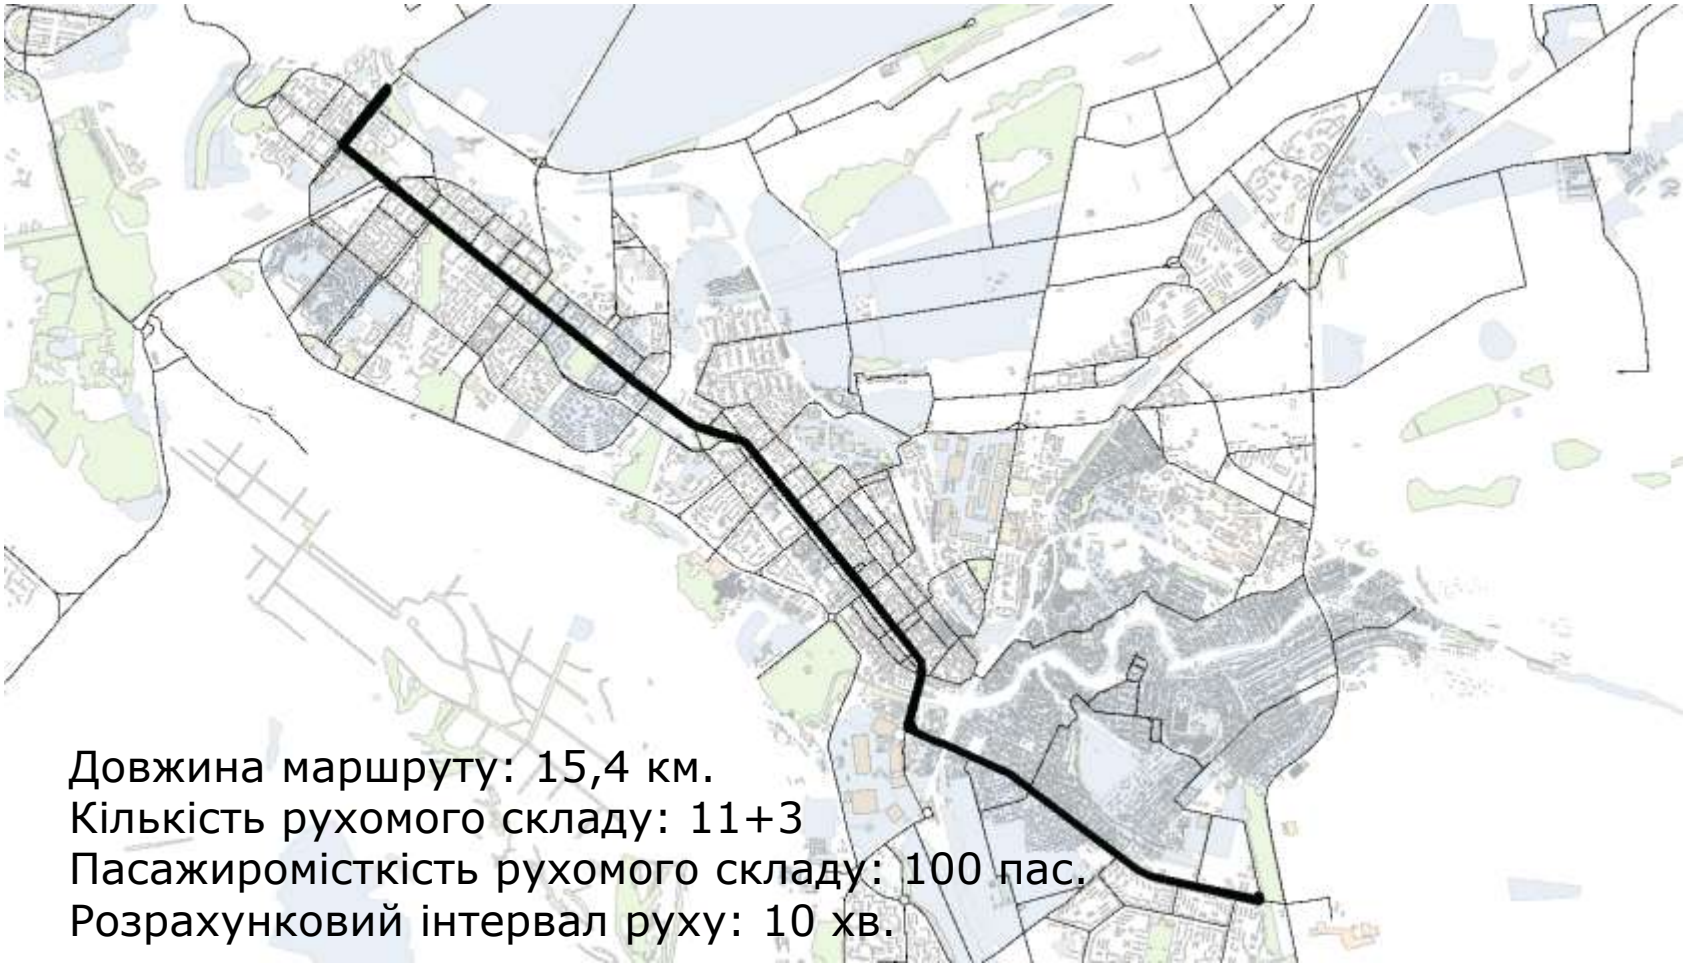 Довжина маршруту: 15,4 км.
Кількість рухомого складу: 11+3
Пасажиромісткість рухомого складу: 100 пас.
Розрахунковий інтервал руху: 10 хв.